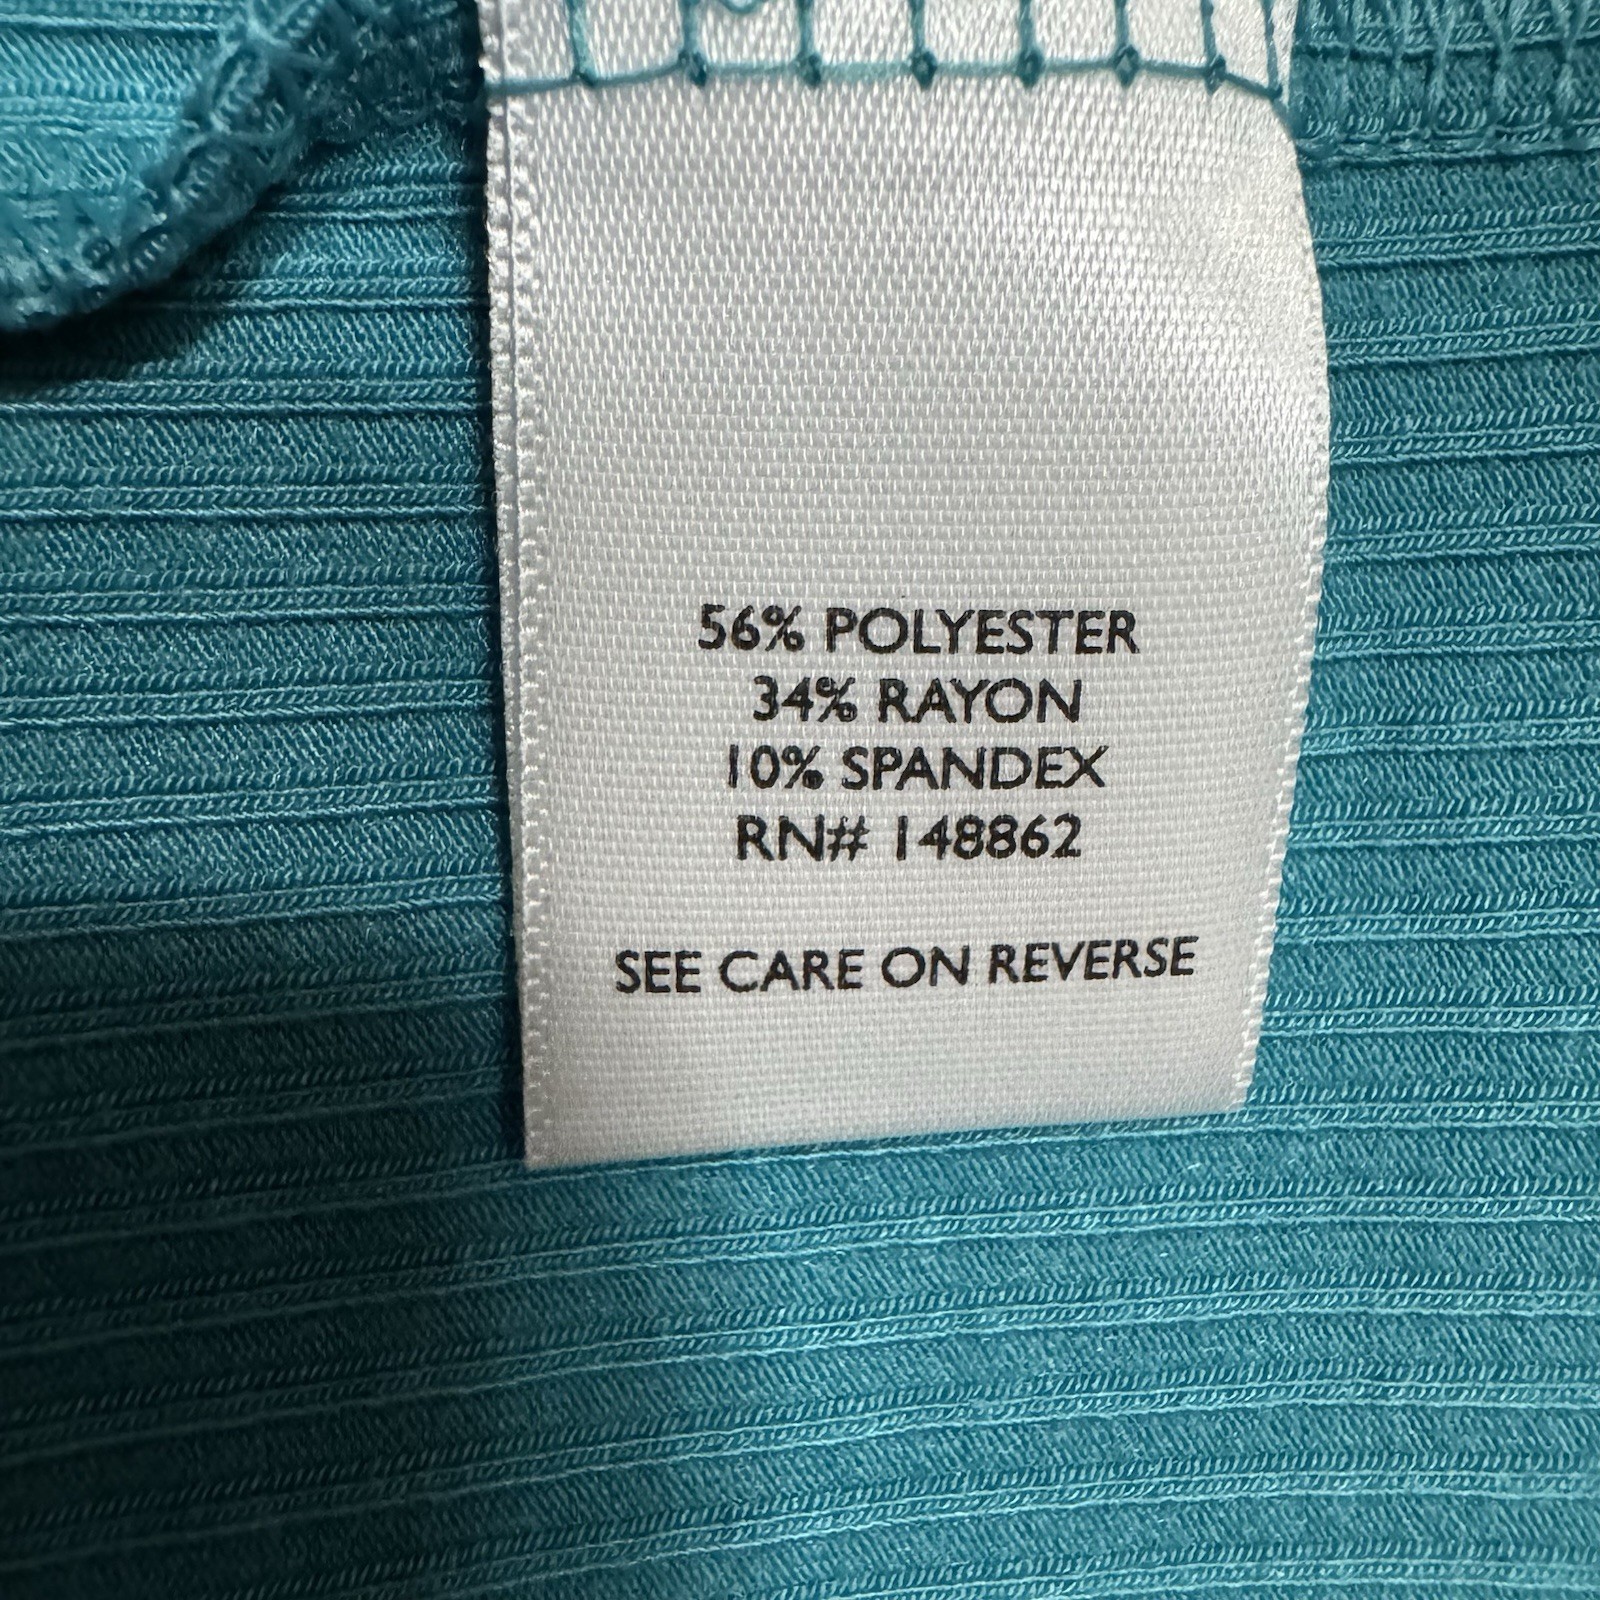 56% POLYESTER
34% RAYON
10% SPANDEX
RN# 148862
SEE CARE ON REVERSE